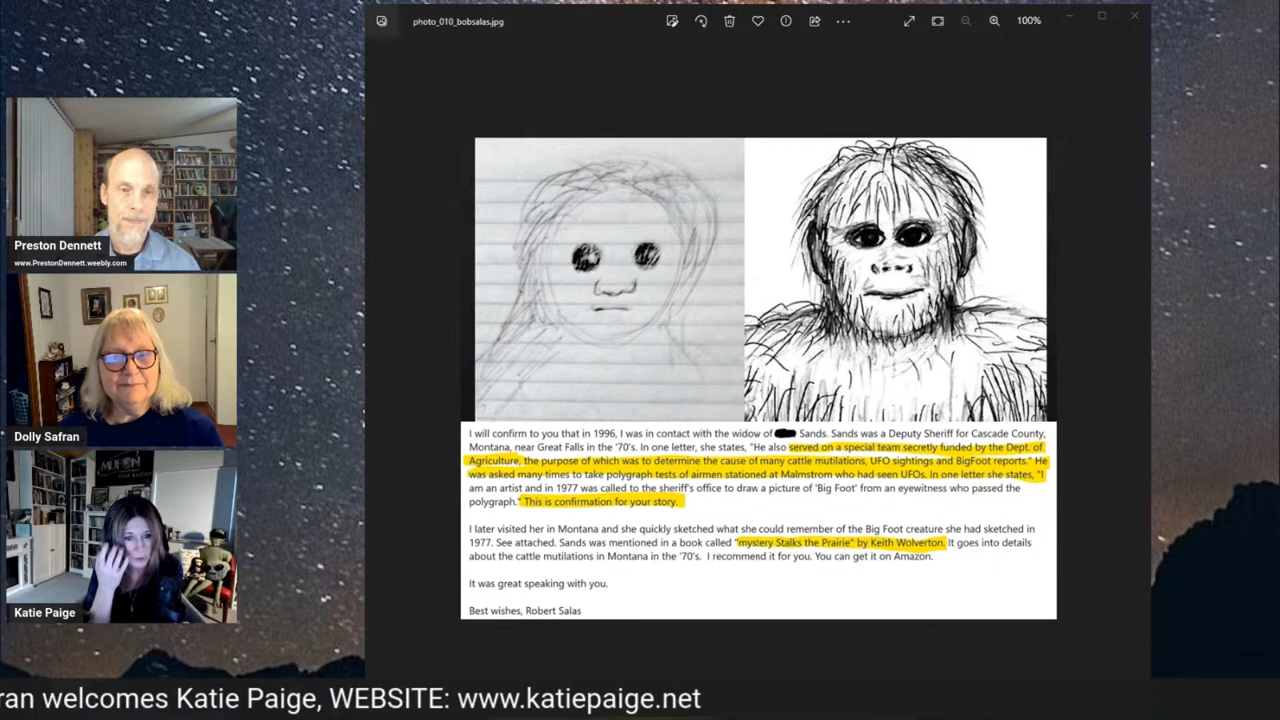 photo_010_bobsalas.jpg
100%
Preston Dennett
www.PrestonDennett.weebly.com
Dolly Safran
MUFON
Katie Paige
I will confirm to you that in 1996, I was in contact with the widow of Sands. Sands was a Deputy Sheriff for Cascade County,
Montana, near Great Falls in the '70's. In one letter, she states, "He also served on a special team secretly funded by the Dept. of
Agriculture, the purpose of which was to determine the cause of many cattle mutilations, UFO sightings and BigFoot reports." He
was asked many times to take polygraph tests of airmen stationed at Malmstrom who had seen UFOs. In one letter she states, "I
am an artist and in 1977 was called to the sheriff's office to draw a picture of 'Big Foot' from an eyewitness who passed the
polygraph." This is confirmation for your story.
I later visited her in Montana and she quickly sketched what she could remember of the Big Foot creature she had sketched in
1977. See attached. Sands was mentioned in a book called "mystery Stalks the Prairie" by Keith Wolverton. It goes into details
about the cattle mutilations in Montana in the '70's. I recommend it for you. You can get it on Amazon.
It was great speaking with you.
Best wishes, Robert Salas
ran welcomes Katie Paige, WEBSITE: www.katiepaige.net